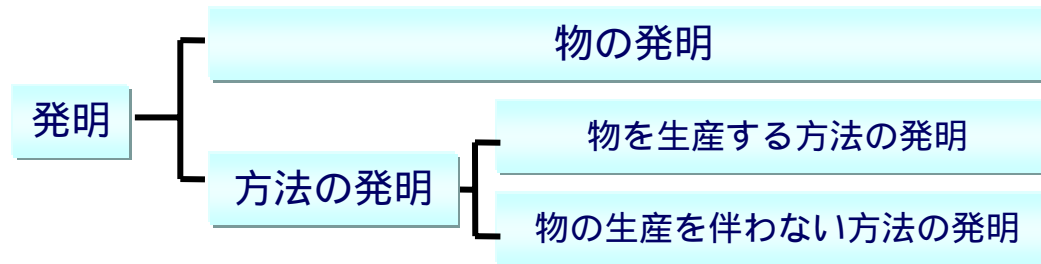 物の発明
発明
物を生産する方法の発明
方法の発明
物の生産を伴わない方法の発明